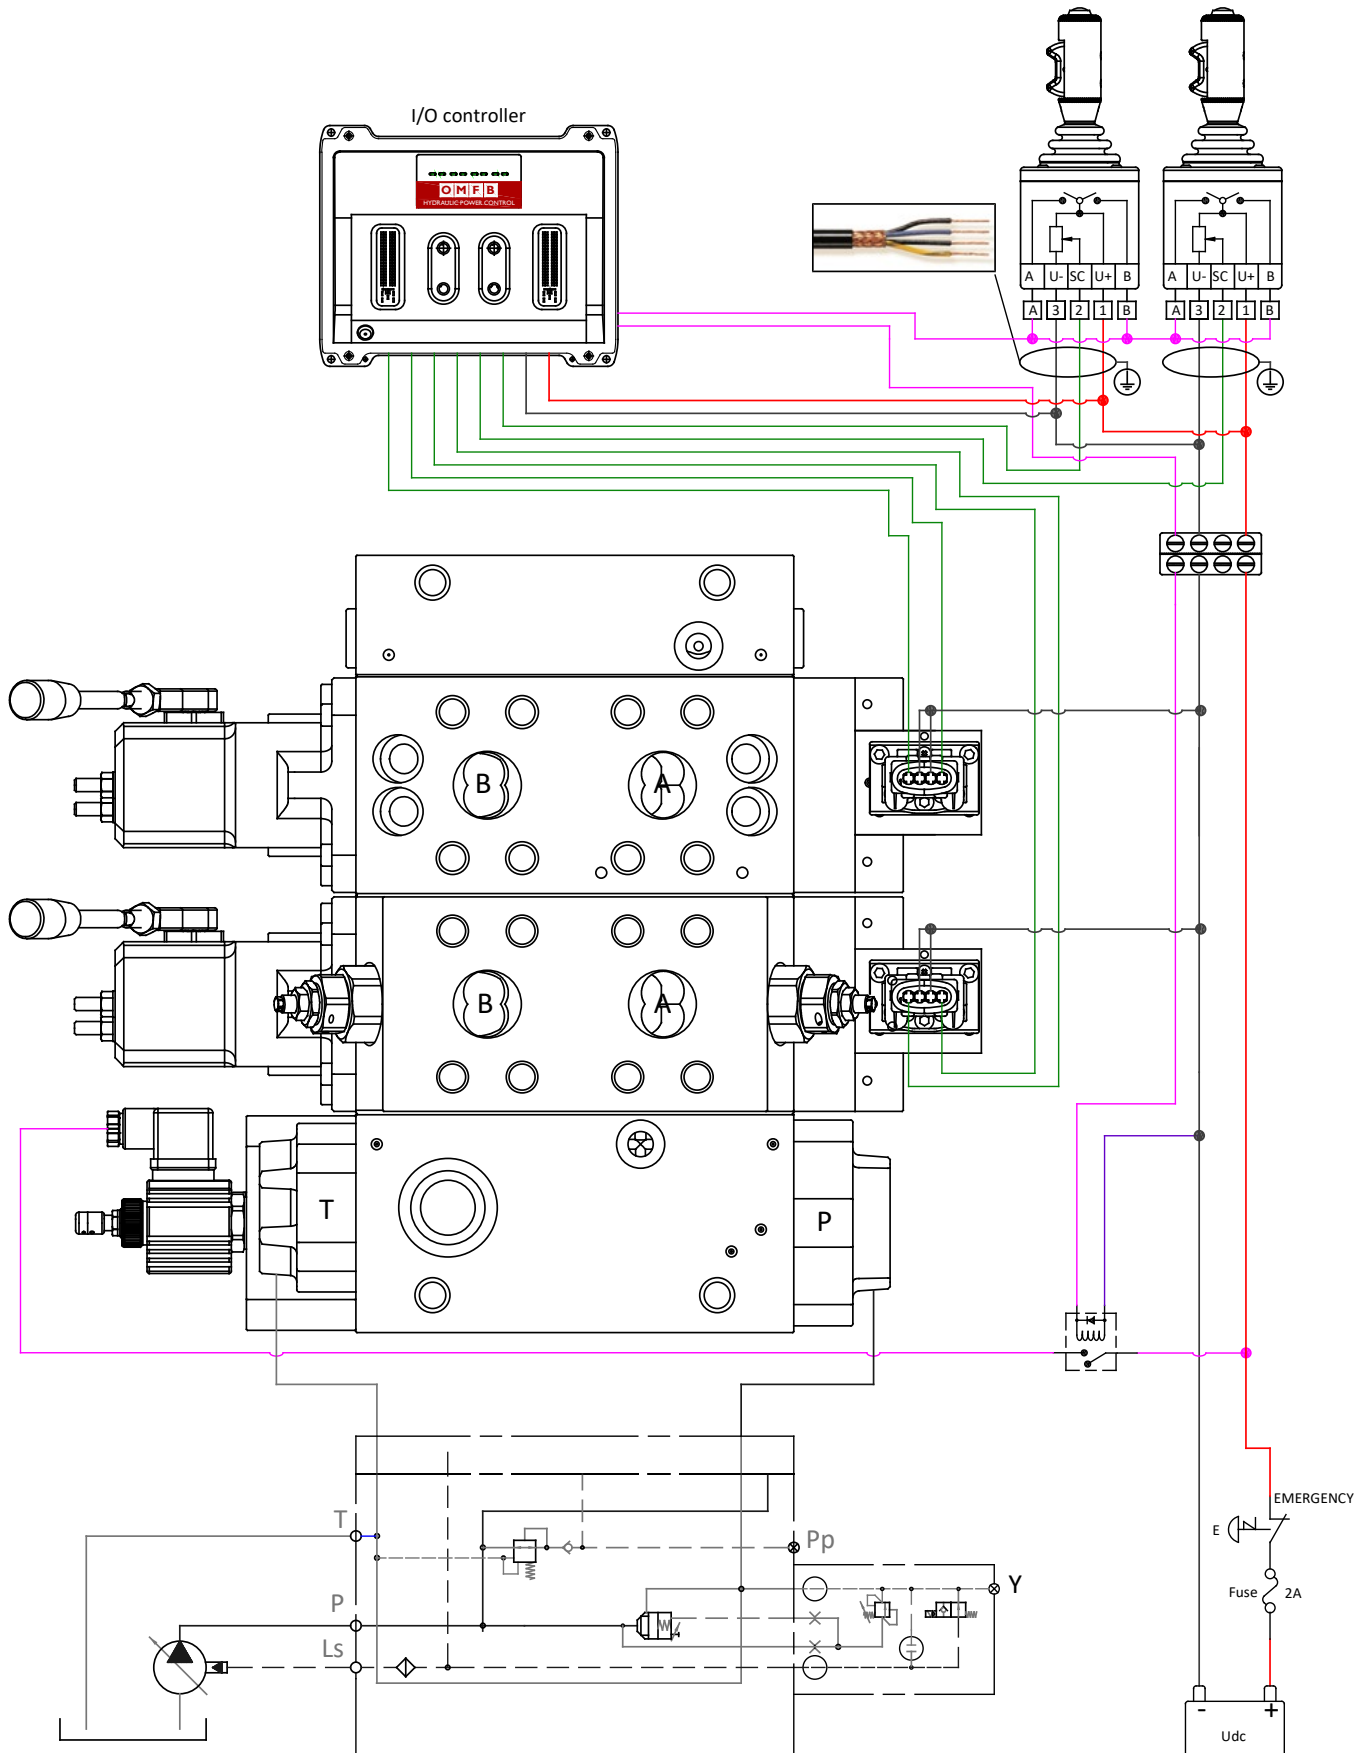 I/O controller
OMFB
HYDRAULIC POWER CONTROL
A U- SC U+ B
A 3 2 1 B
A U- SC U+ B
A 3 2 1 B
B A
B A
T P
EMERGENCY
E
Fuse 2A
T
Pp
P
Y
Ls
- +
Udc